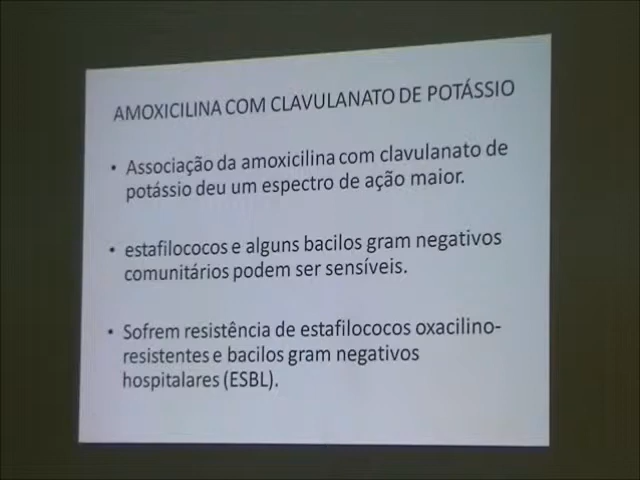 AMOXICILINA COM CLAVULANATO DE POTÁSSIO
• Associação da amoxicilina com clavulanato de
potássio deu um espectro de ação maior.
• estafilococos e alguns bacilos gram negativos
comunitários podem ser sensíveis.
• Sofrem resistência de estafilococos oxacilino-
resistentes e bacilos gram negativos
hospitalares (ESBL).